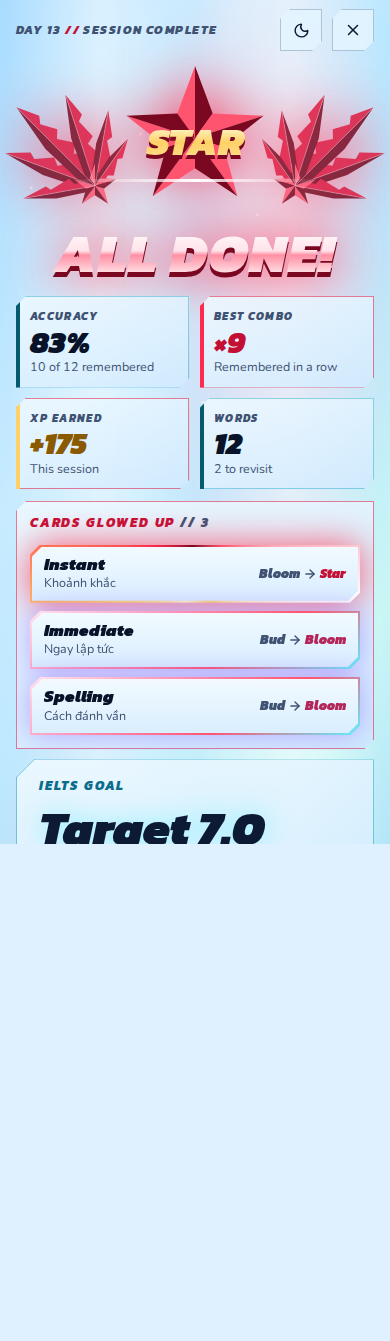 DAY 13 // SESSION COMPLETE
STAR
ALL DONE!
ACCURACY
83%
10 of 12 remembered
BEST COMBO
×9
Remembered in a row
XP EARNED
+175
This session
WORDS
12
2 to revisit
CARDS GLOWED UP // 3
Instant
Khoảnh khắc
Bloom → Star
Immediate
Ngay lập tức
Bud → Bloom
Spelling
Cách đánh vần
Bud → Bloom
IELTS GOAL
Target 7.0